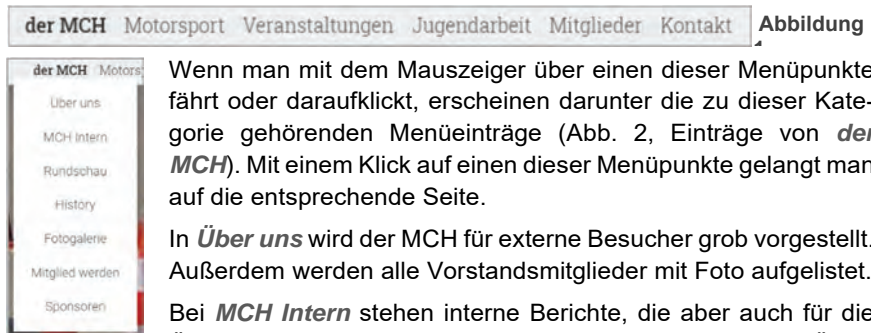 der MCH Motorsport Veranstaltungen Jugendarbeit Mitglieder Kontakt
Abbildung
der MCH Motors
Über uns
MCH Intern
Rundschau
History
Fotogalerie
Mitglied werden
Sponsoren
Wenn man mit dem Mauszeiger über einen dieser Menüpunkte
fährt oder daraufklickt, erscheinen darunter die zu dieser Kate-
gorie gehörenden Menüeinträge (Abb. 2, Einträge von der
MCH). Mit einem Klick auf einen dieser Menüpunkte gelangt man
auf die entsprechende Seite.
In Über uns wird der MCH für externe Besucher grob vorgestellt.
Außerdem werden alle Vorstandsmitglieder mit Foto aufgelistet.
Bei MCH Intern stehen interne Berichte, die aber auch für die